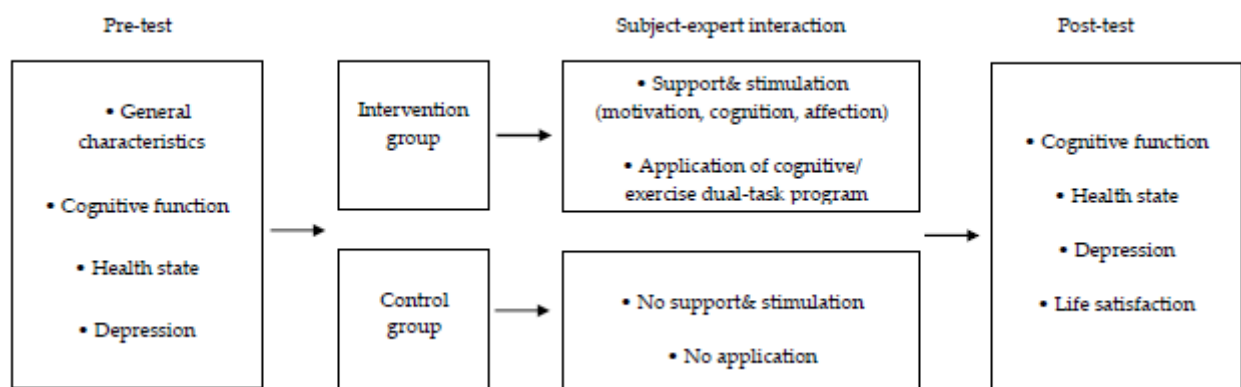 Pre-test
Subject-expert interaction
Post-test
• General
characteristics
• Cognitive function
• Health state
• Depression
Intervention
group
• Support& stimulation
(motivation, cognition, affection)
• Application of cognitive/
exercise dual-task program
Control
group
• No support& stimulation
• No application
• Cognitive function
• Health state
• Depression
• Life satisfaction